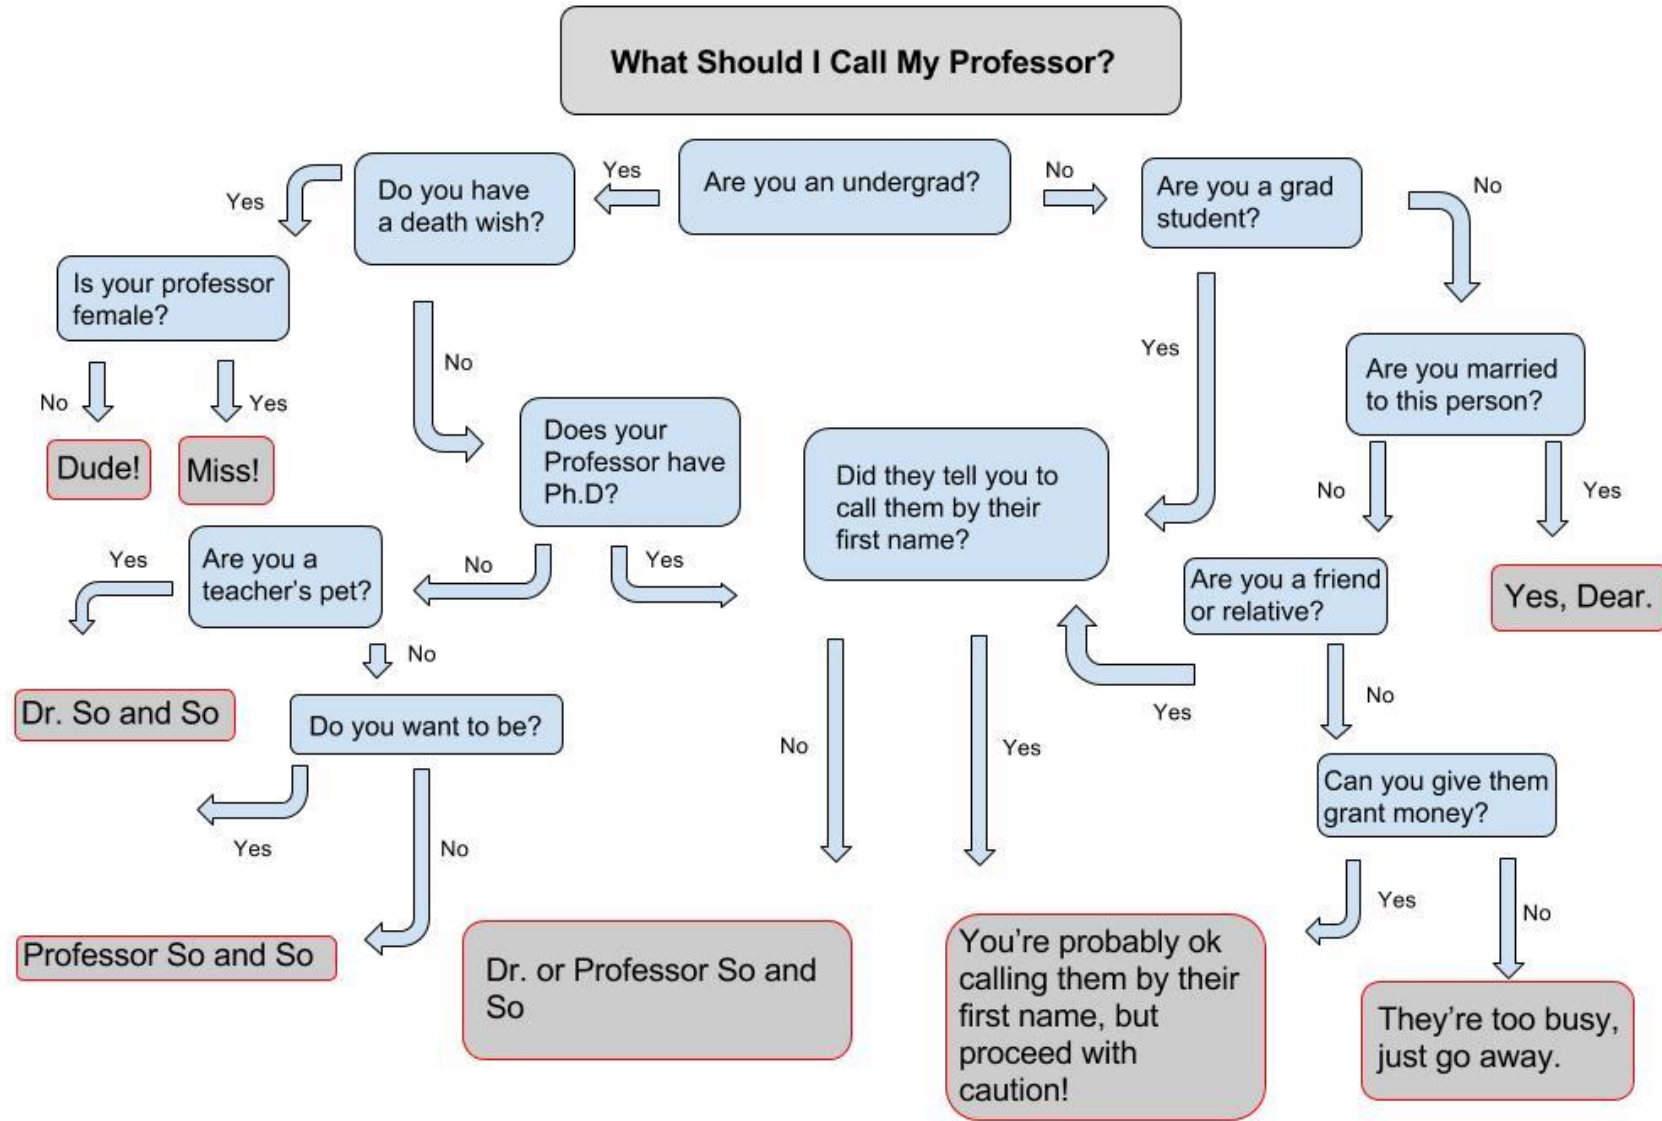 What Should I Call My Professor?
Are you an undergrad?
Yes
No
Do you have
a death wish?
Yes
No
Are you a grad
student?
No
Yes
Is your professor
female?
No
Yes
Dude!
Miss!
Are you married
to this person?
No
Yes
Does your
Professor have
Ph.D?
No
Yes
Did they tell you to
call them by their
first name?
No
Yes
Are you a
teacher's pet?
Yes
No
Are you a friend
or relative?
Yes
No
Yes, Dear.
Dr. So and So
Do you want to be?
Yes
No
Can you give them
grant money?
Yes
No
Professor So and So
Dr. or Professor So and
So
You're probably ok
calling them by their
first name, but
proceed with
caution!
They're too busy,
just go away.